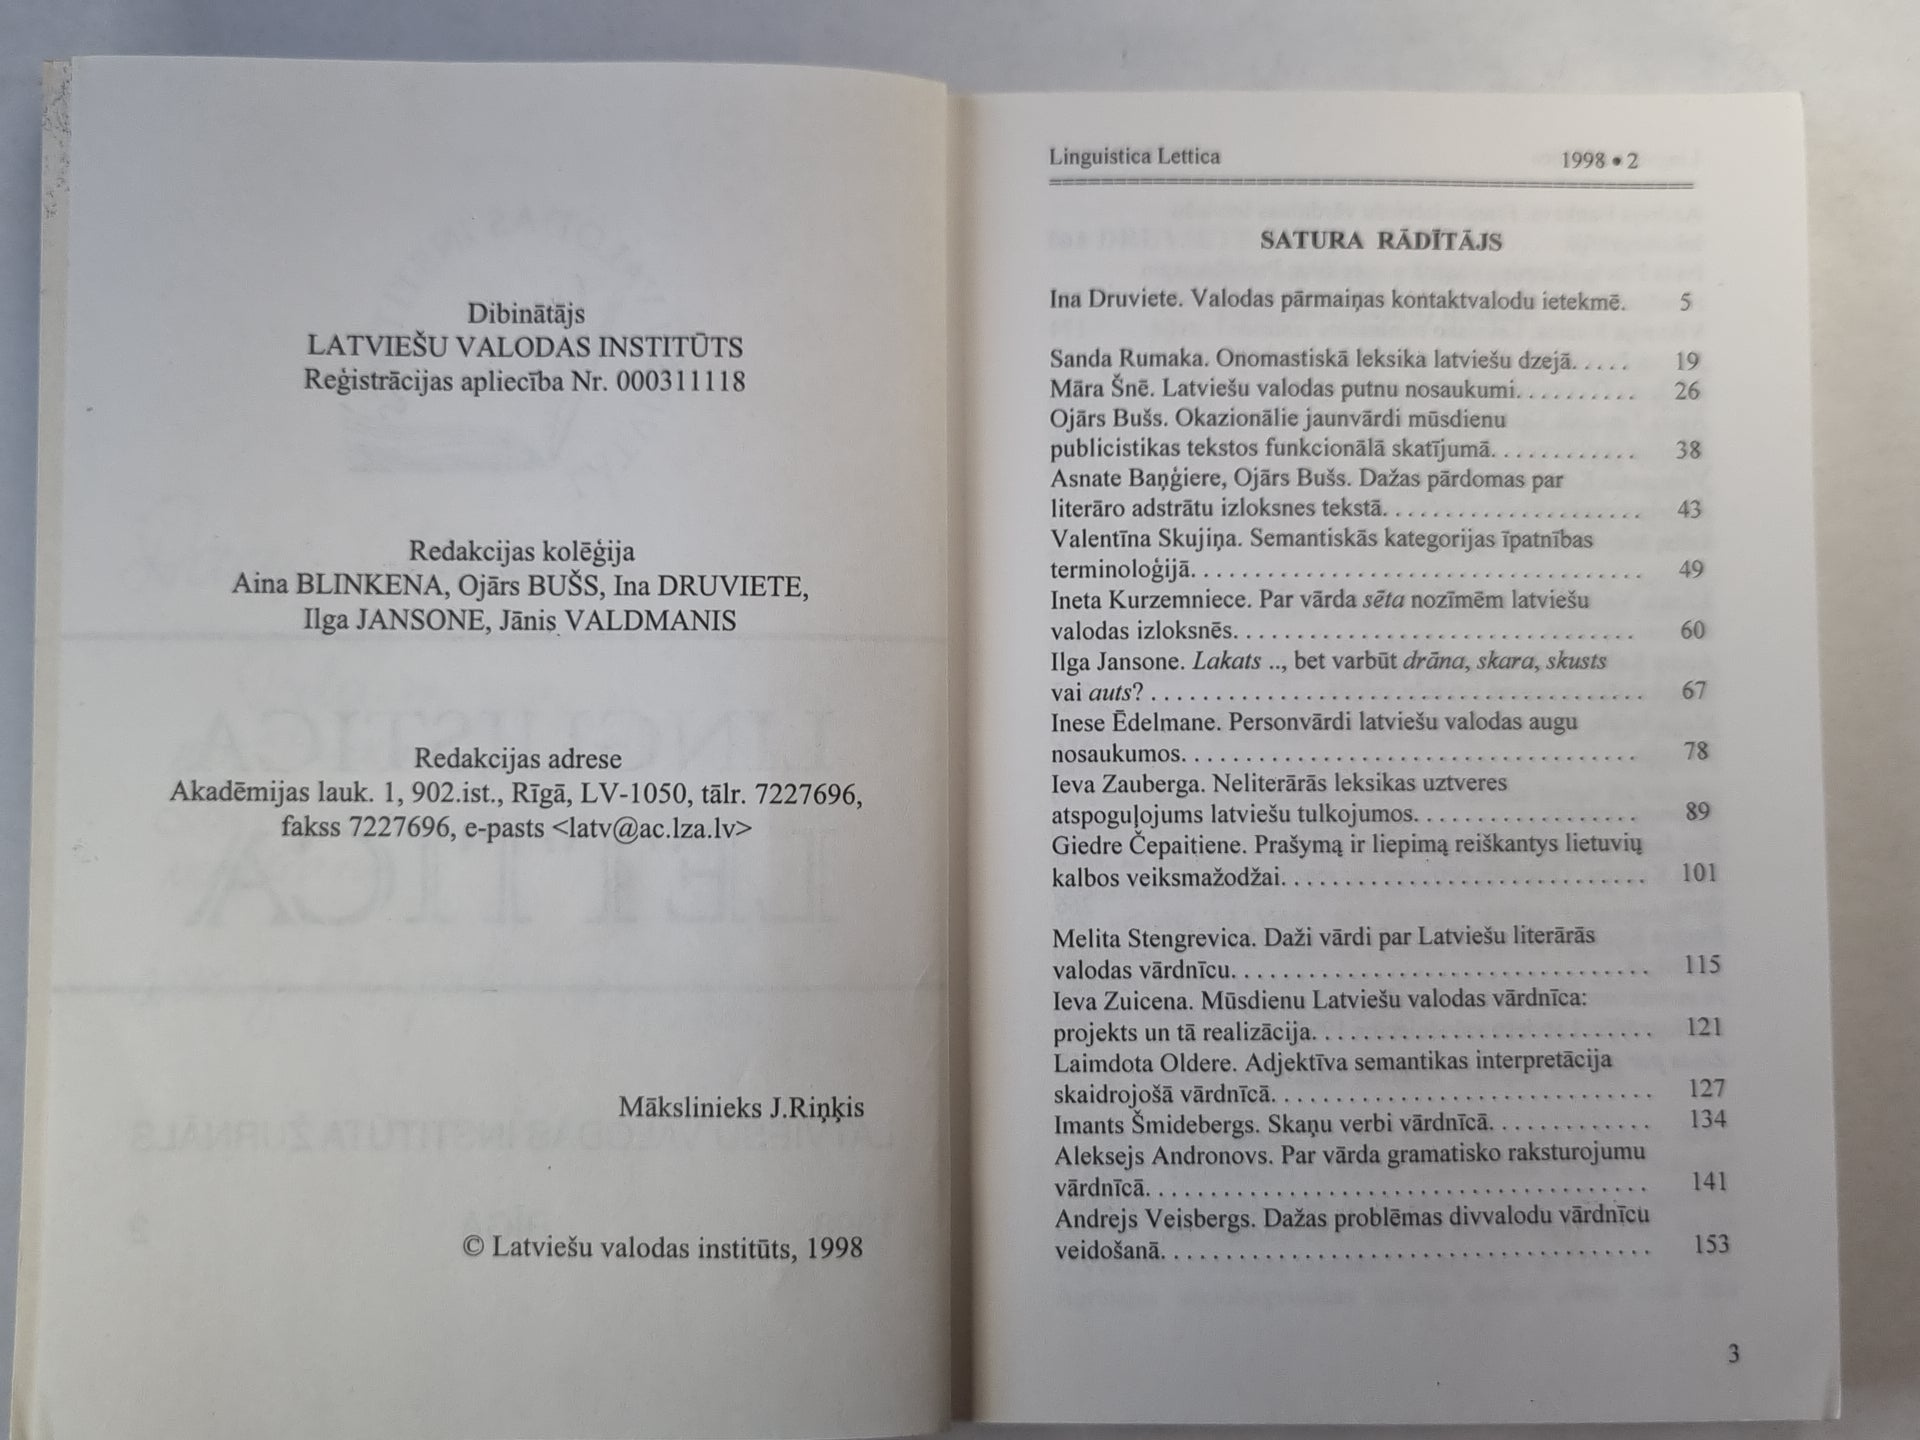 Dibinātājs
LATVIEŠU VALODAS INSTITŪTS
Reģistrācijas apliecība Nr. 000311118
Redakcijas kolēģija
Aina BLINKENA, Ojārs BUŠS, Ina DRUVIETE,
Ilga JANSONE, Jānis VALDMANIS
Redakcijas adrese
Akadēmijas lauk. 1, 902.ist., Rīgā, LV-1050, tālr. 7227696,
fakss 7227696, e-pasts <latv@ac.lza.lv>
Mākslinieks J.Riņķis
© Latviešu valodas institūts, 1998
Linguistica Lettica 1998 • 2
SATURA RĀDĪTĀJS
Ina Druviete. Valodas pārmaiņas kontaktvalodu ietekmē. 5
Sanda Rumaka. Onomastiskā leksika latviešu dzejā. . . . . 19
Māra Šnē. Latviešu valodas putnu nosaukumi. . . . . . . . . . 26
Ojārs Bušs. Okazionālie jaunvārdi mūsdienu
publicistikas tekstos funkcionālā skatījumā. . . . . . . . . . . . 38
Asnate Baņģiere, Ojārs Bušs. Dažas pārdomas par
literāro adstrātu izloksnes tekstā. . . . . . . . . . . . . . . . . . . . . 43
Valentīna Skujiņa. Semantiskās kategorijas īpatnības
terminoloģijā. . . . . . . . . . . . . . . . . . . . . . . . . . . . . . . . . . . . 49
Ineta Kurzemniece. Par vārda sēta nozīmēm latviešu
valodas izloksnēs. . . . . . . . . . . . . . . . . . . . . . . . . . . . . . . . 60
Ilga Jansone. Lakats .., bet varbūt drāna, skara, skusts
vai auts? . . . . . . . . . . . . . . . . . . . . . . . . . . . . . . . . . . . . . . . 67
Inese Ēdelmane. Personvārdi latviešu valodas augu
nosaukumos. . . . . . . . . . . . . . . . . . . . . . . . . . . . . . . . . . . . . 78
Ieva Zauberga. Neliterārās leksikas uztveres
atspoguļojums latviešu tulkojumos. . . . . . . . . . . . . . . . . . 89
Giedre Čepaitiene. Prašymą ir liepimą reiškantys lietuvių
kalbos veiksmažodžai. . . . . . . . . . . . . . . . . . . . . . . . . . . . . 101
Melita Stengrevica. Daži vārdi par Latviešu literārās
valodas vārdnīcu. . . . . . . . . . . . . . . . . . . . . . . . . . . . . . . . . 115
Ieva Zuicena. Mūsdienu Latviešu valodas vārdnīca:
projekts un tā realizācija. . . . . . . . . . . . . . . . . . . . . . . . . . . 121
Laimdota Oldere. Adjektīva semantikas interpretācija
skaidrojošā vārdnīcā. . . . . . . . . . . . . . . . . . . . . . . . . . . . . . 127
Imants Šmidebergs. Skaņu verbi vārdnīcā. . . . . . . . . . . . . 134
Aleksejs Andronovs. Par vārda gramatisko raksturojumu
vārdnīcā. . . . . . . . . . . . . . . . . . . . . . . . . . . . . . . . . . . . . . . . 141
Andrejs Veisbergs. Dažas problēmas divvalodu vārdnīcu
veidošanā. . . . . . . . . . . . . . . . . . . . . . . . . . . . . . . . . . . . . . . 153
3